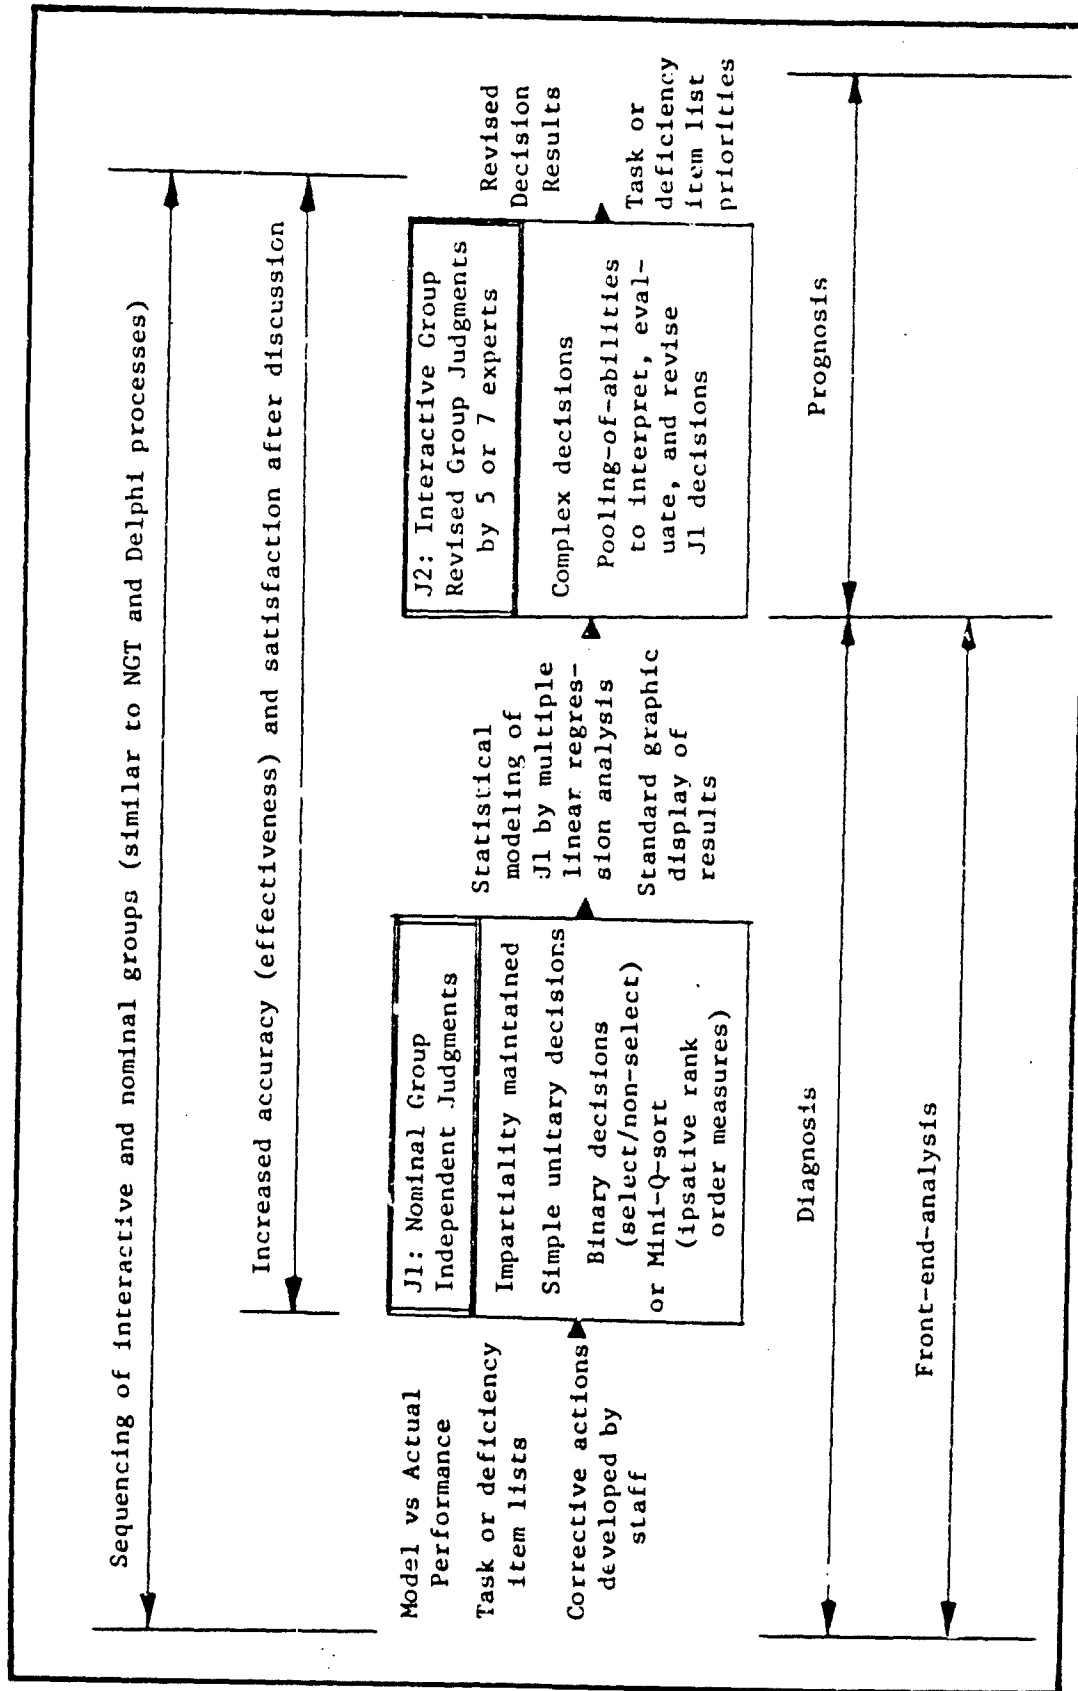 Sequencing of interactive and nominal groups (similar to NGT and Delphi processes)
Increased accuracy (effectiveness) and satisfaction after discussion
Model vs Actual
Performance
Task or deficiency
item lists
Corrective actions
developed by
staff
J1: Nominal Group
Independent Judgments
Impartiality maintained
Simple unitary decisions
Binary decisions
(select/non-select)
or Mini-Q-sort
(ipsative rank
order measures)
Statistical
modeling of
J1 by multiple
linear regres-
sion analysis
Standard graphic
display of
results
J2: Interactive Group
Revised Group Judgments
by 5 or 7 experts
Complex decisions
Pooling-of-abilities
to interpret, eval-
uate, and revise
J1 decisions
Revised
Decision
Results
Task or
deficiency
item list
priorities
Diagnosis
Prognosis
Front-end-analysis